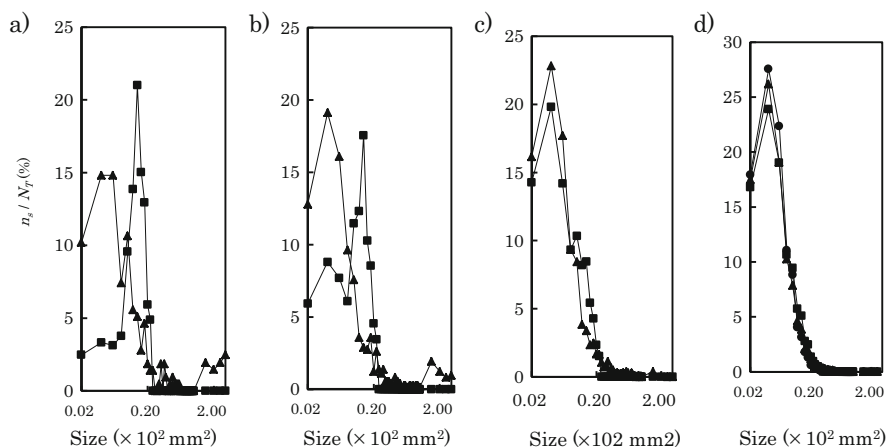 a) b) c) d)
25 25 25 30
20 20 20 25
15 15 15 20
10 10 10 15
5 5 5 10
0 0 0 5
0
n_s / N_T (%)
0.02 0.20 2.00 0.02 0.20 2.00 0.02 0.20 2.00 0.02 0.20 2.00
Size (× 10² mm²) Size (× 10² mm²) Size (×102 mm2) Size (× 10² mm²)